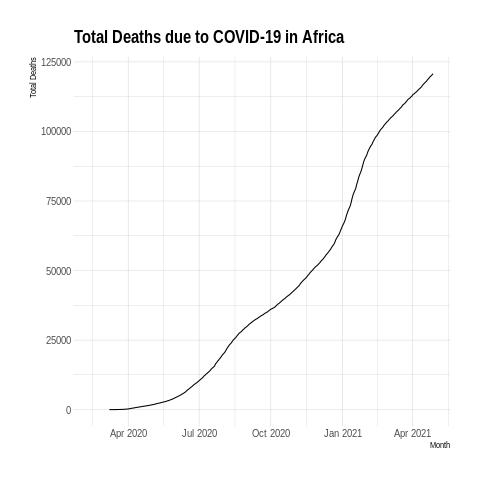 Total Deaths due to COVID-19 in Africa
Total Deaths
125000
100000
75000
50000
25000
0
Apr 2020 Jul 2020 Oct 2020 Jan 2021 Apr 2021
Month